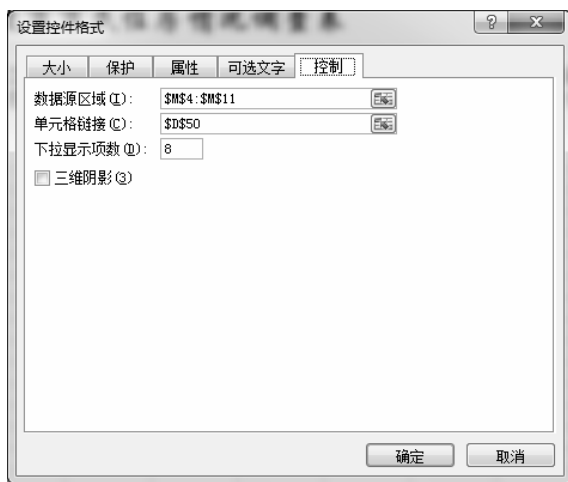 设置控件格式
大小 保护 属性 可选文字 控制
数据源区域(I): $M$4:$M$11
单元格链接(C): $D$50
下拉显示项数(D): 8
三维阴影(3)
确定 取消